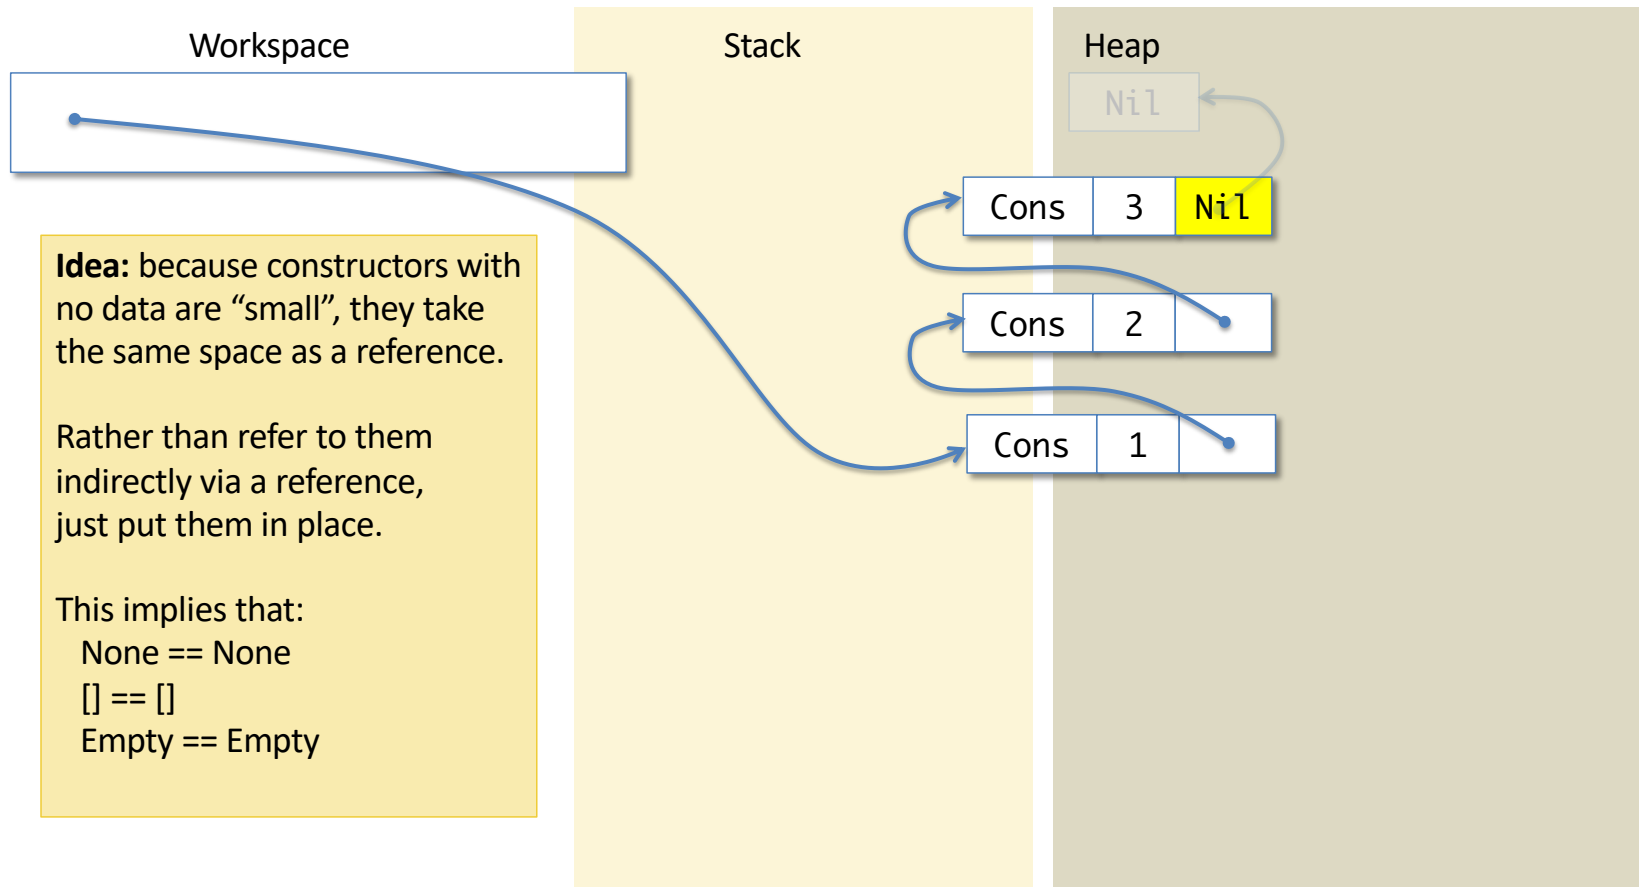 Workspace
Stack
Heap
Nil
Cons 3 Nil
Idea: because constructors with
no data are “small”, they take
the same space as a reference.
Cons 2
Rather than refer to them
indirectly via a reference,
just put them in place.
Cons 1
This implies that:
None == None
[] == []
Empty == Empty